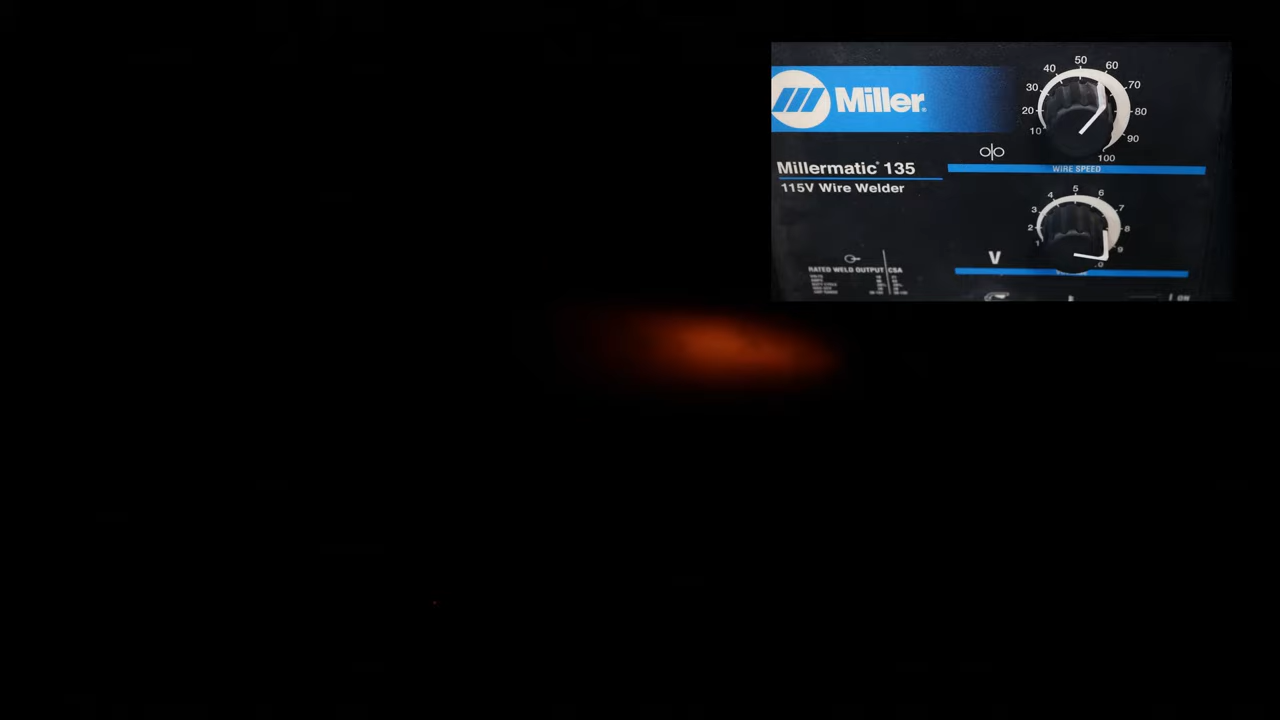 Miller®
Millermatic® 135
115V Wire Welder
10 20 30 40 50 60 70 80 90 100
WIRE SPEED
1 2 3 4 5 6 7 8 9
V
RATED WELD OUTPUT CSA
ON